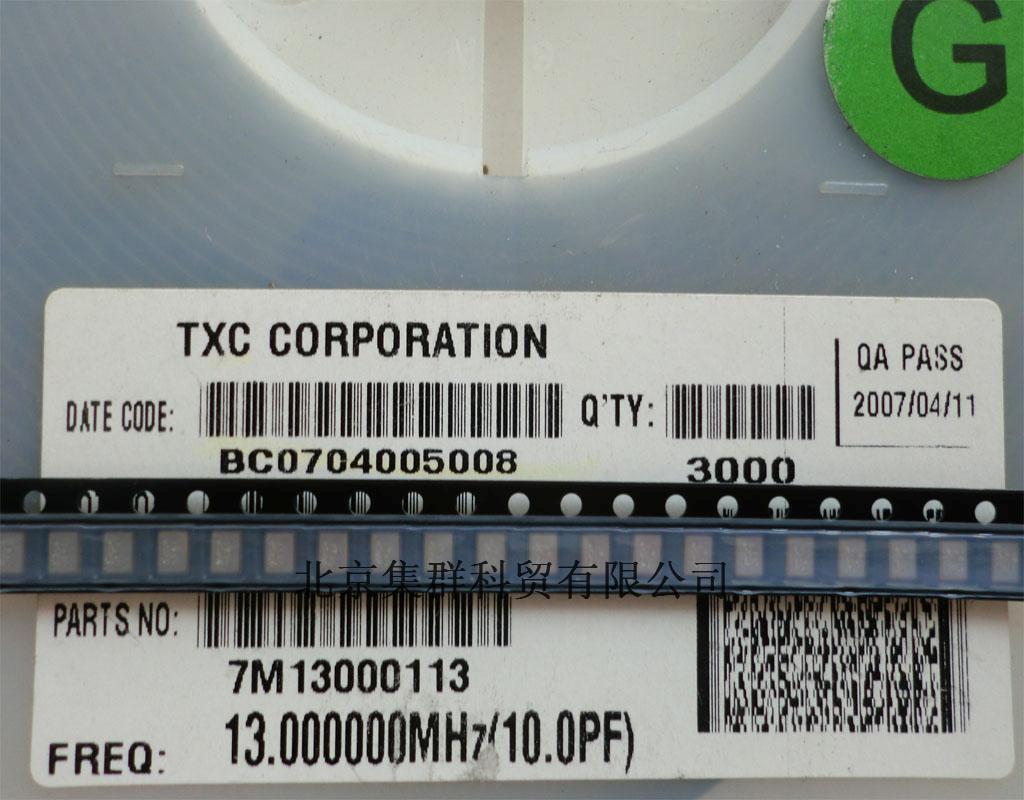 G
TXC CORPORATION
QA PASS
2007/04/11
DATE CODE:
Q'TY:
BC0704005008
3000
北京集群科贸有限公司
PARTS NO:
7M13000113
FREQ: 13.000000MHz(10.0PF)